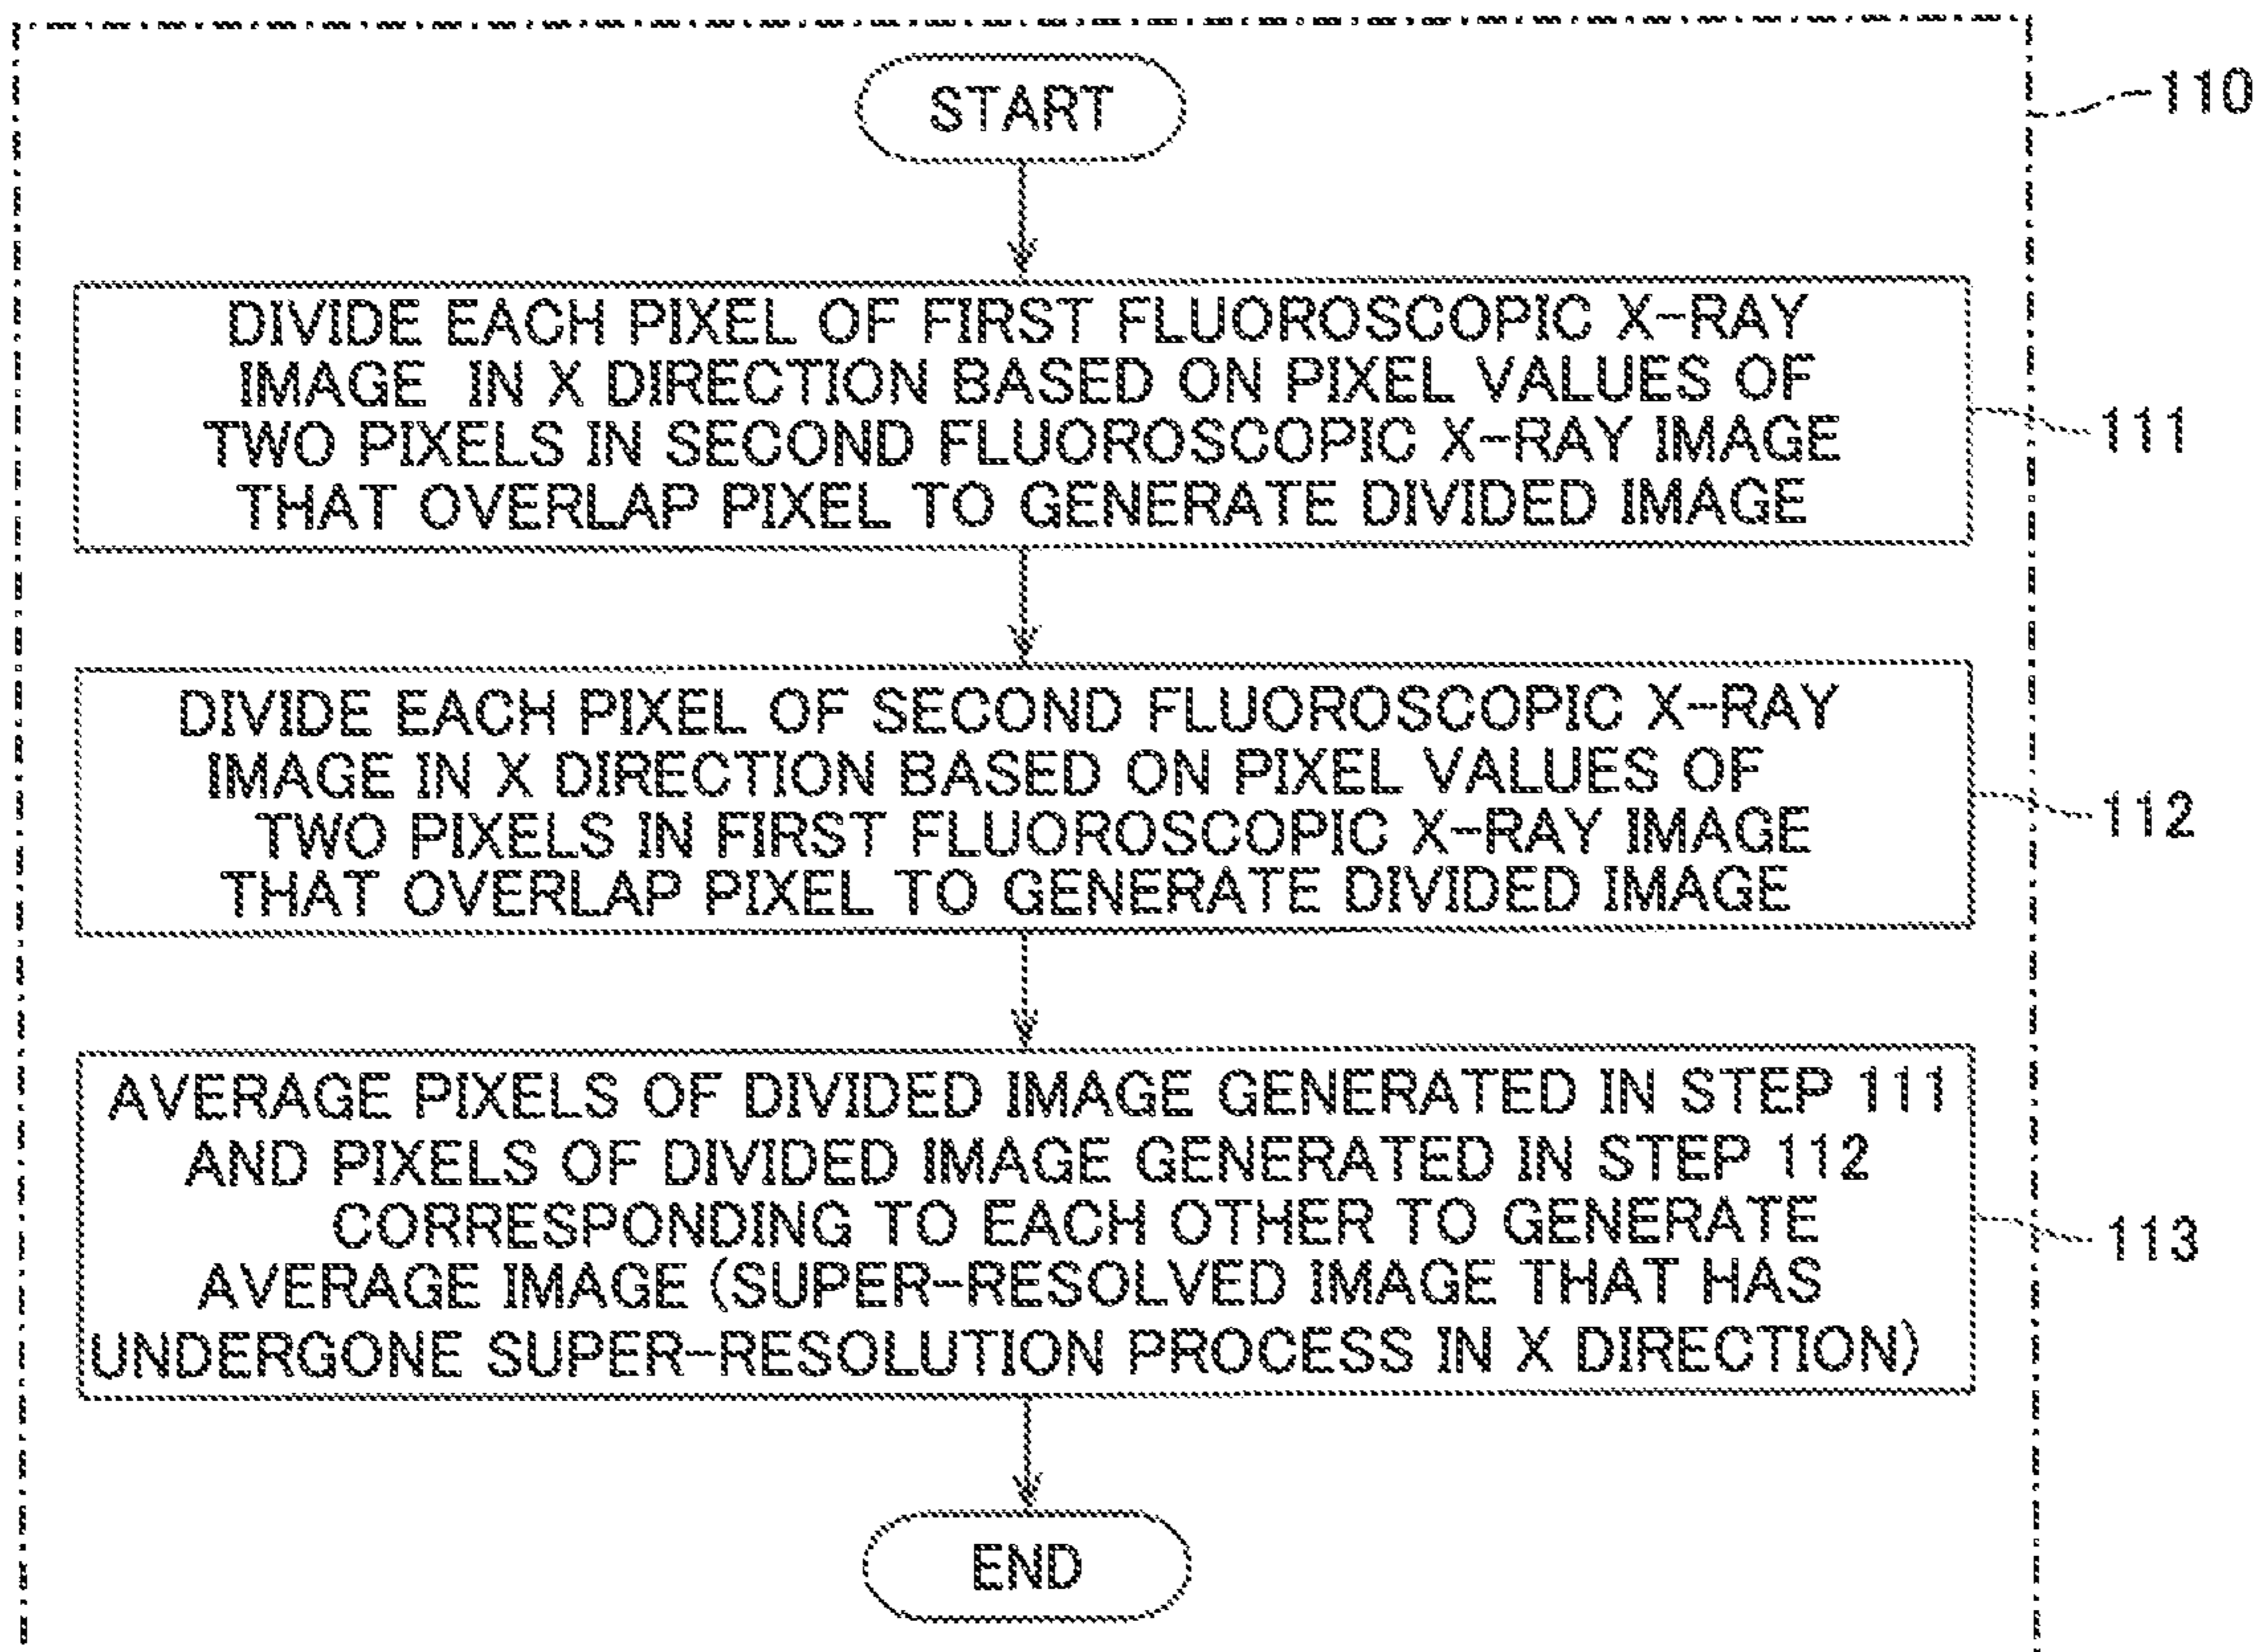 START
110
DIVIDE EACH PIXEL OF FIRST FLUOROSCOPIC X-RAY
IMAGE IN X DIRECTION BASED ON PIXEL VALUES OF
TWO PIXELS IN SECOND FLUOROSCOPIC X-RAY IMAGE
THAT OVERLAP PIXEL TO GENERATE DIVIDED IMAGE
111
DIVIDE EACH PIXEL OF SECOND FLUOROSCOPIC X-RAY
IMAGE IN X DIRECTION BASED ON PIXEL VALUES OF
TWO PIXELS IN FIRST FLUOROSCOPIC X-RAY IMAGE
THAT OVERLAP PIXEL TO GENERATE DIVIDED IMAGE
112
AVERAGE PIXELS OF DIVIDED IMAGE GENERATED IN STEP 111
AND PIXELS OF DIVIDED IMAGE GENERATED IN STEP 112
CORRESPONDING TO EACH OTHER TO GENERATE
AVERAGE IMAGE (SUPER-RESOLVED IMAGE THAT HAS
UNDERGONE SUPER-RESOLUTION PROCESS IN X DIRECTION)
113
END